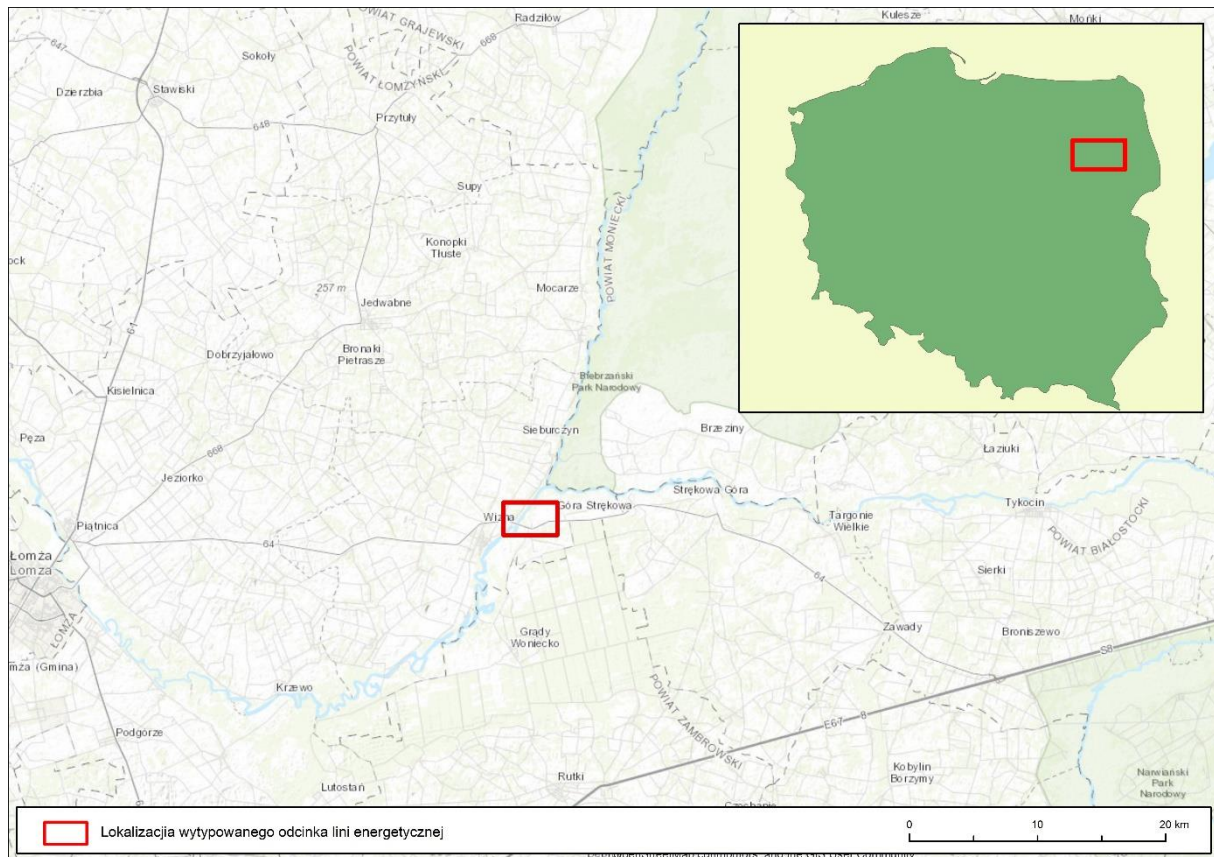 Radziłów
Kulesze
Mońki
POWIAT GRAJEWSKI
668
647
Sokoły
POWIAT ŁOMŻYŃSKI
Dzierzbia
Stawiski
Przytuły
648
Supy
POWIAT MONIECKI
Konopki
Tłuste
257 m
Mocarze
Jedwabne
61
Bronaki
Pietrasze
Dobrzyjałowo
Kisielnica
Biebrzański
Park Narodowy
Sieburczyn
Brzeziny
Pęza
Łaziuki
668
Jeziorko
Strękowa Góra
Góra Strękowa
Tykocin
Wizna
Targonie
Wielkie
Piątnica
POWIAT BIAŁOSTOCKI
64
Łomża
Lomza
Sierki
64
ŁOMŻA
Grądy
Woniecko
Zawady
Broniszewo
S8
mża (Gmina)
Krzewo
POWIAT ZAMBROWSKI
E67
8
Podgórze
Kobylin
Borzymy
Rutki
Narwiański
Park
Narodowy
Lutostań
Lokalizacjia wytypowanego odcinka lini energetycznej
0 10 20 km